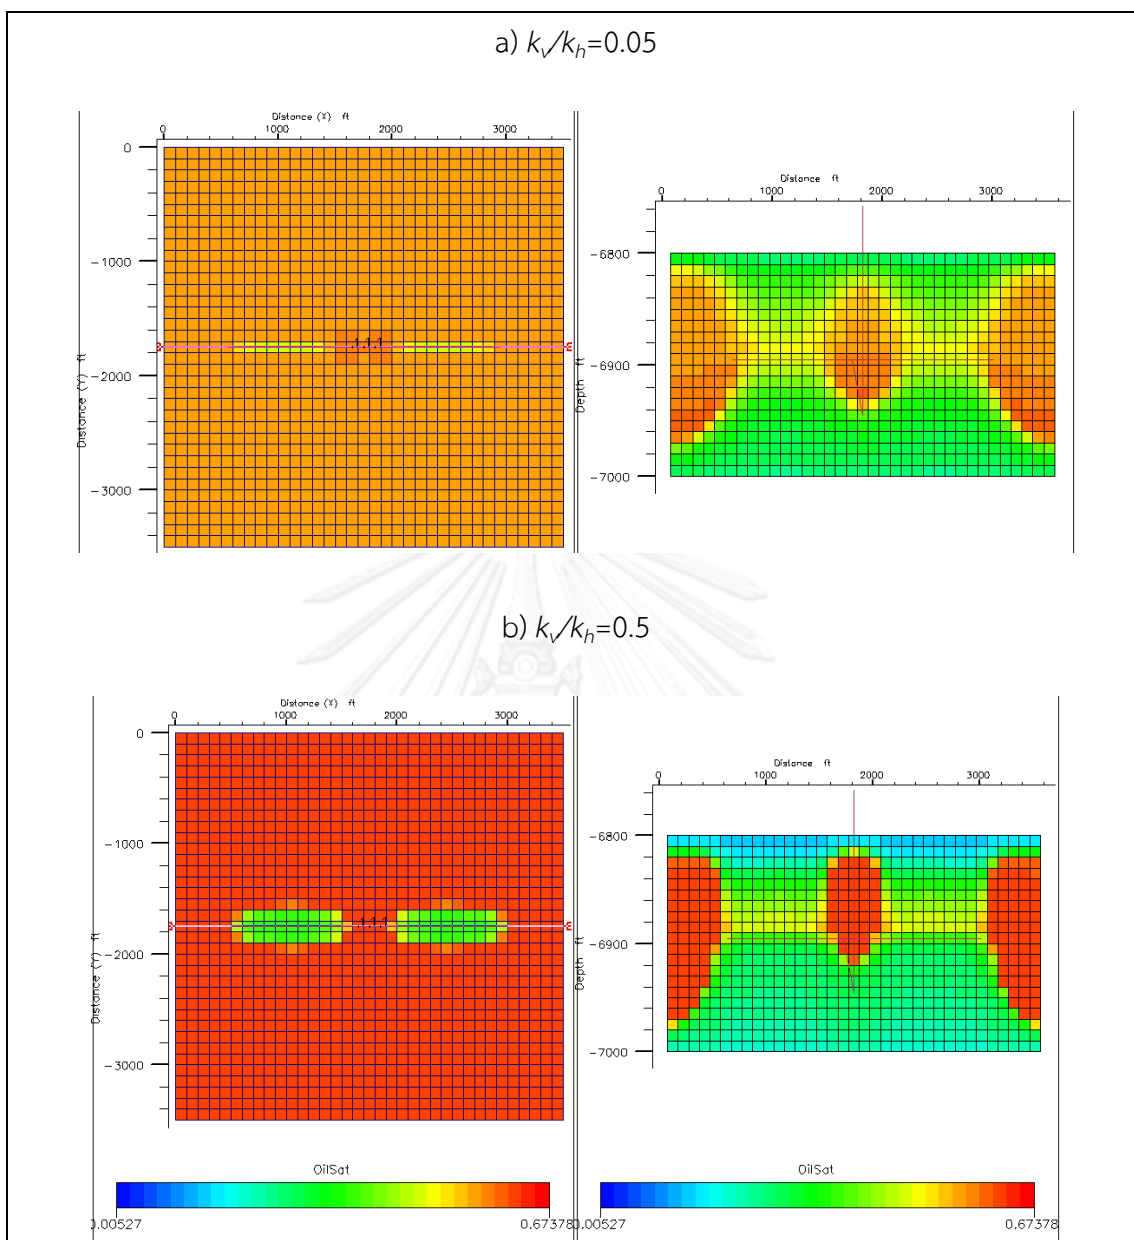 a) kv/kh=0.05
Distance (X) ft
0 1000 2000 3000
Distance ft
0 1000 2000 3000
0
-1000
-2000
-3000
Distance (Y) ft
-6800
-6900
-7000
Depth ft
b) kv/kh=0.5
Distance (X) ft
0 1000 2000 3000
Distance ft
0 1000 2000 3000
0
-1000
-2000
-3000
Distance (Y) ft
-6800
-6900
-7000
Depth ft
OilSat
OilSat
0.00527 0.67378
0.00527 0.67378